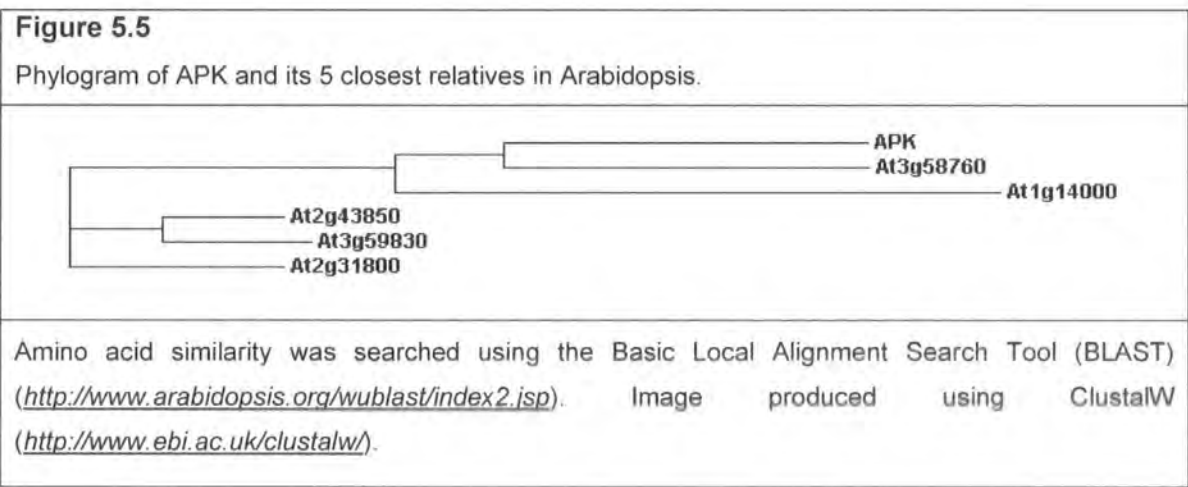 Figure 5.5
Phylogram of APK and its 5 closest relatives in Arabidopsis.
APK
At3g58760
At1g14000
At2g43850
At3g59830
At2g31800
Amino acid similarity was searched using the Basic Local Alignment Search Tool (BLAST)
(http://www.arabidopsis.org/wublast/index2.jsp). Image produced using ClustalW
(http://www.ebi.ac.uk/clustalw/).